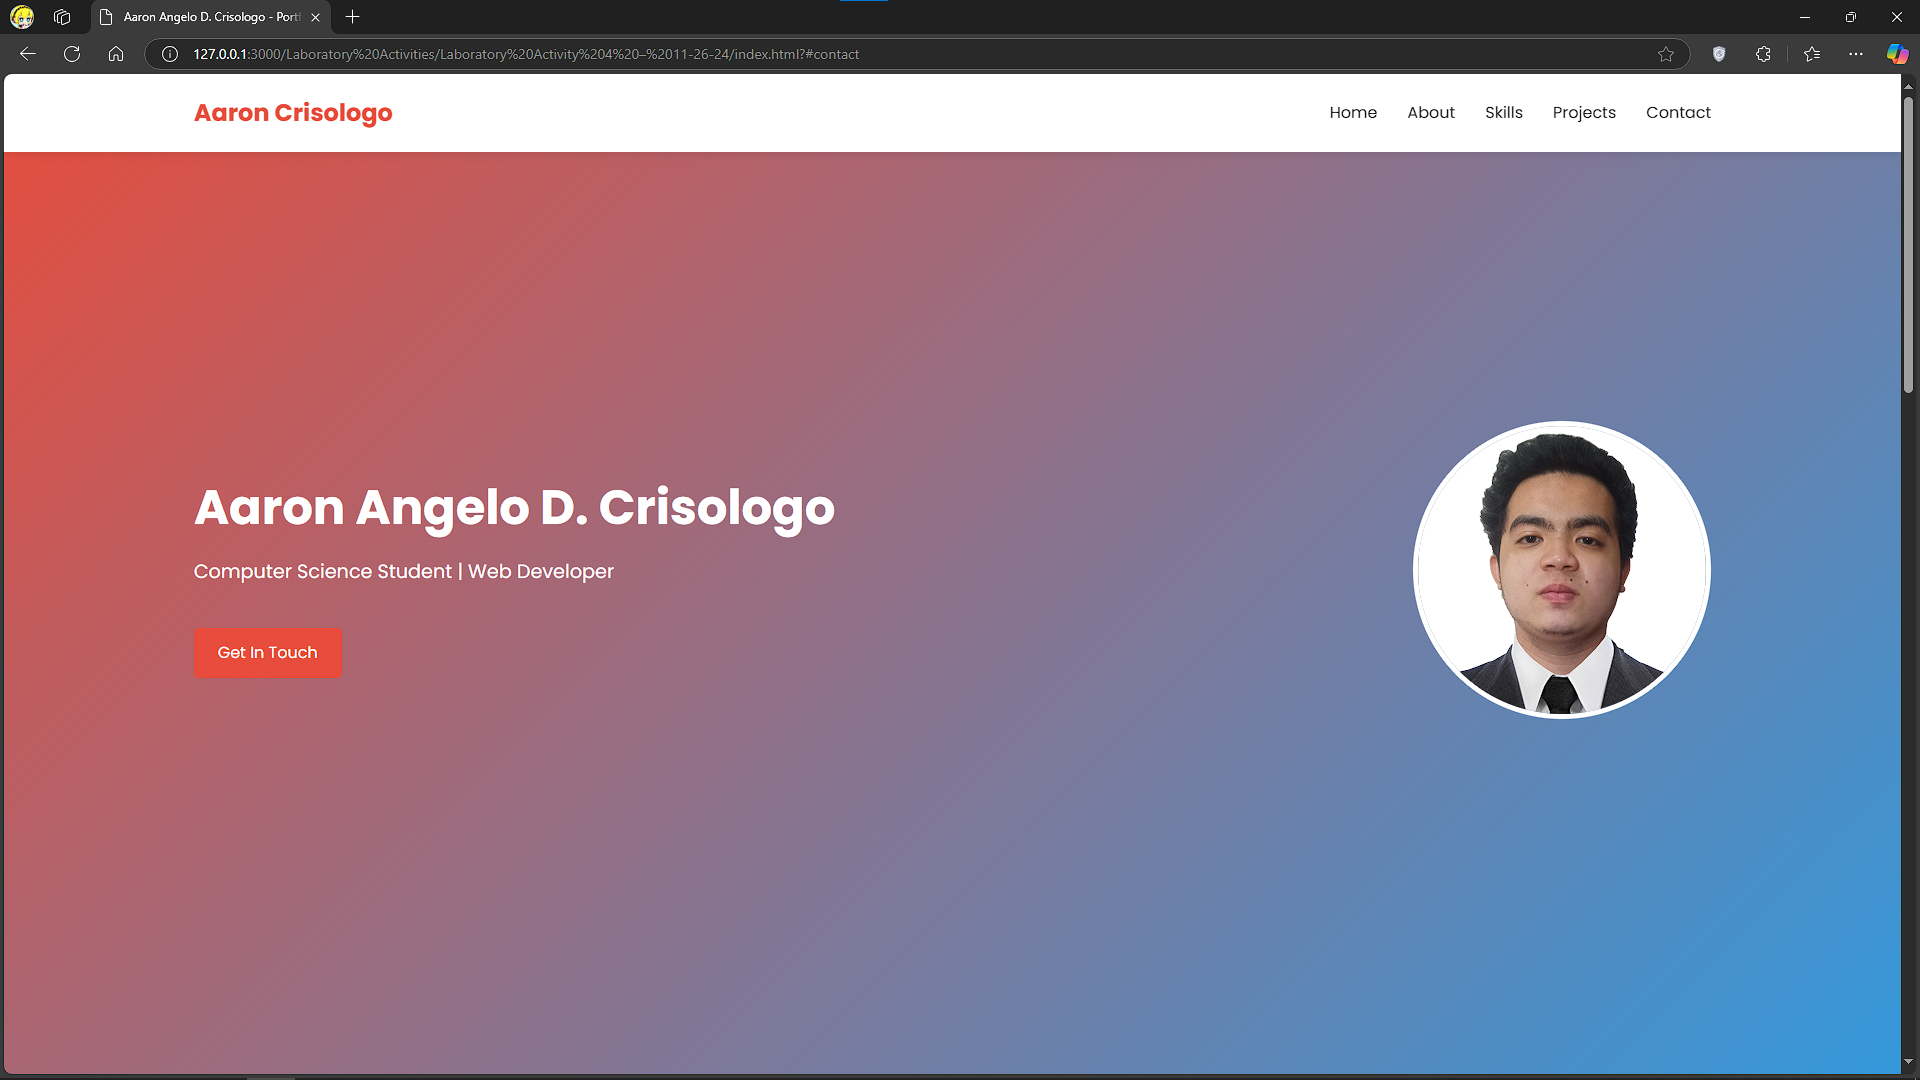 Aaron Angelo D. Crisologo - Portf
127.0.0.1:3000/Laboratory%20Activities/Laboratory%20Activity%204%20–%2011-26-24/index.html?#contact
Aaron Crisologo
Home About Skills Projects Contact
Aaron Angelo D. Crisologo
Computer Science Student | Web Developer
Get In Touch